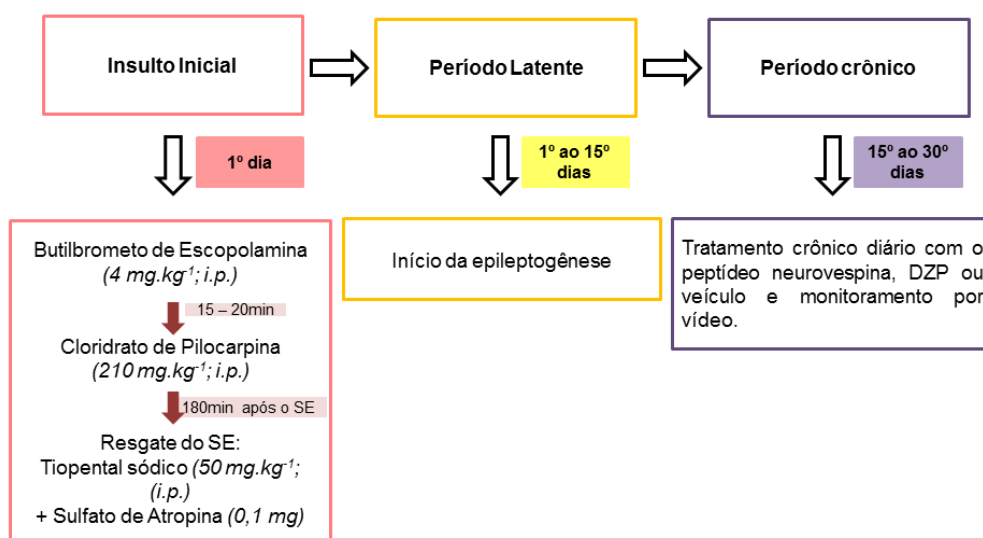 Insulto Inicial
Período Latente
Período crônico
1º dia
1º ao 15º
dias
15º ao 30º
dias
Butilbrometo de Escopolamina
(4 mg.kg⁻¹; i.p.)
15 – 20min
Cloridrato de Pilocarpina
(210 mg.kg⁻¹; i.p.)
180min após o SE
Resgate do SE:
Tiopental sódico (50 mg.kg⁻¹;
(i.p.)
+ Sulfato de Atropina (0,1 mg)
Início da epileptogênese
Tratamento crônico diário com o
peptídeo neurovespina, DZP ou
veículo e monitoramento por
vídeo.